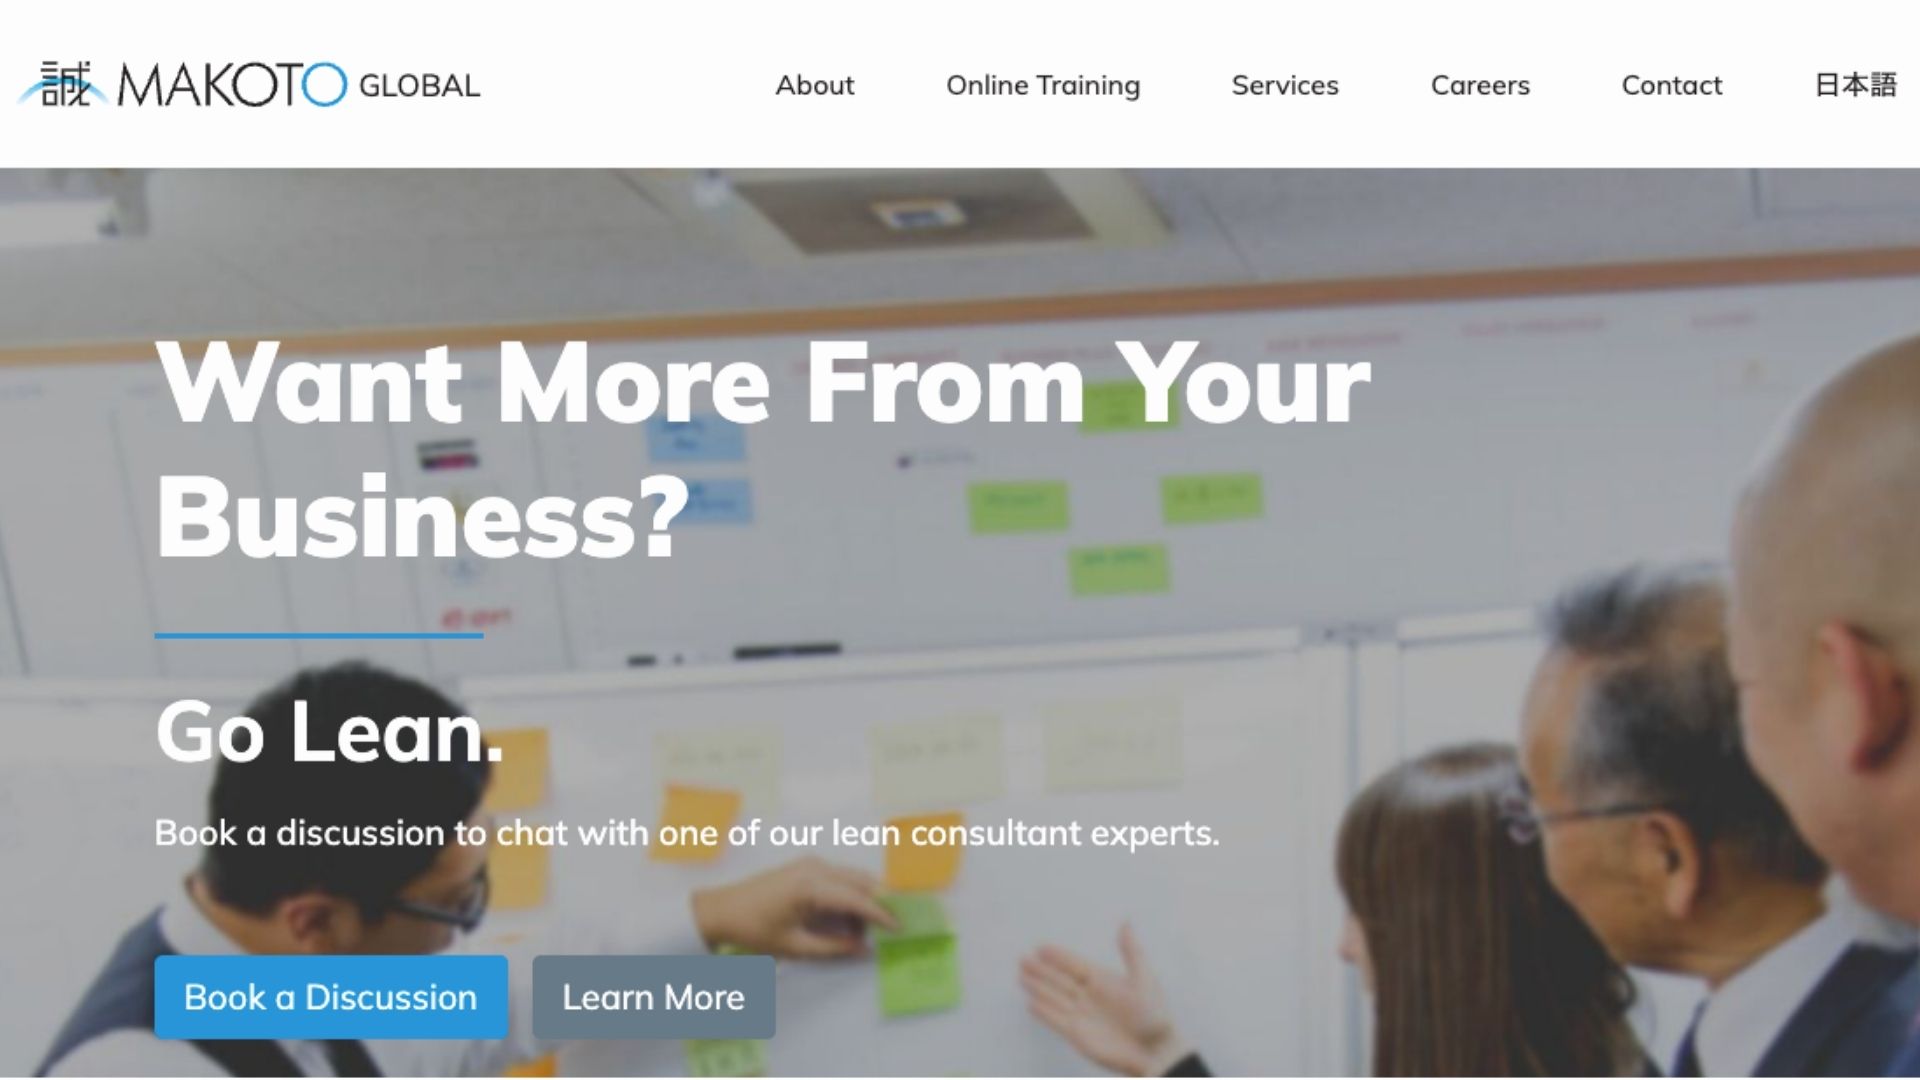 誠 MAKOTO GLOBAL
About Online Training Services Careers Contact 日本語
Want More From Your
Business?
Go Lean.
Book a discussion to chat with one of our lean consultant experts.
Book a Discussion Learn More